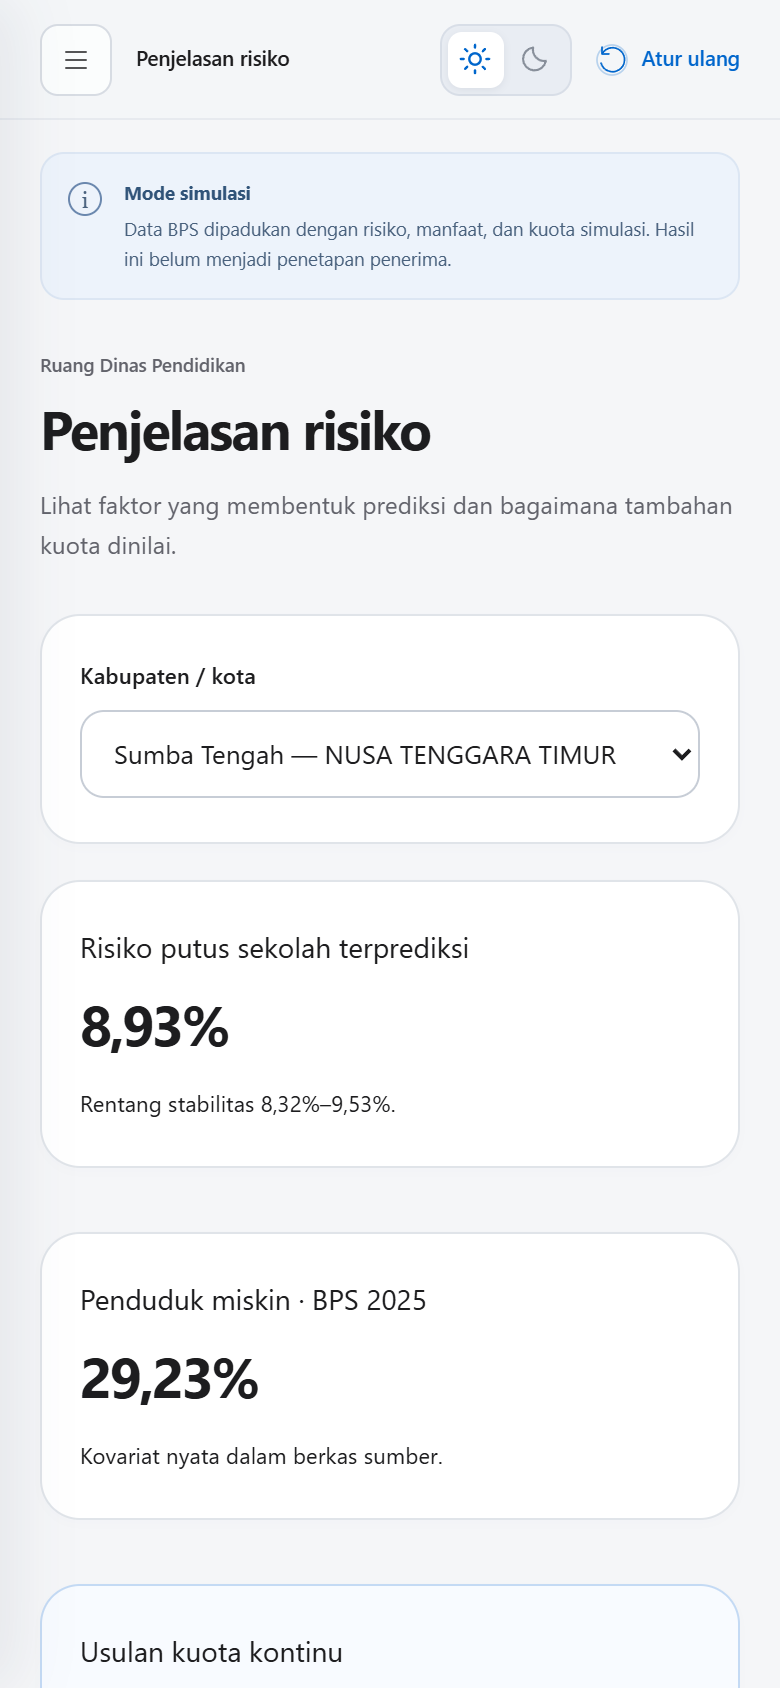 Penjelasan risiko
Atur ulang
Mode simulasi
Data BPS dipadukan dengan risiko, manfaat, dan kuota simulasi. Hasil
ini belum menjadi penetapan penerima.
Ruang Dinas Pendidikan
Penjelasan risiko
Lihat faktor yang membentuk prediksi dan bagaimana tambahan
kuota dinilai.
Kabupaten / kota
Sumba Tengah — NUSA TENGGARA TIMUR
Risiko putus sekolah terprediksi
8,93%
Rentang stabilitas 8,32%–9,53%.
Penduduk miskin · BPS 2025
29,23%
Kovariat nyata dalam berkas sumber.
Usulan kuota kontinu